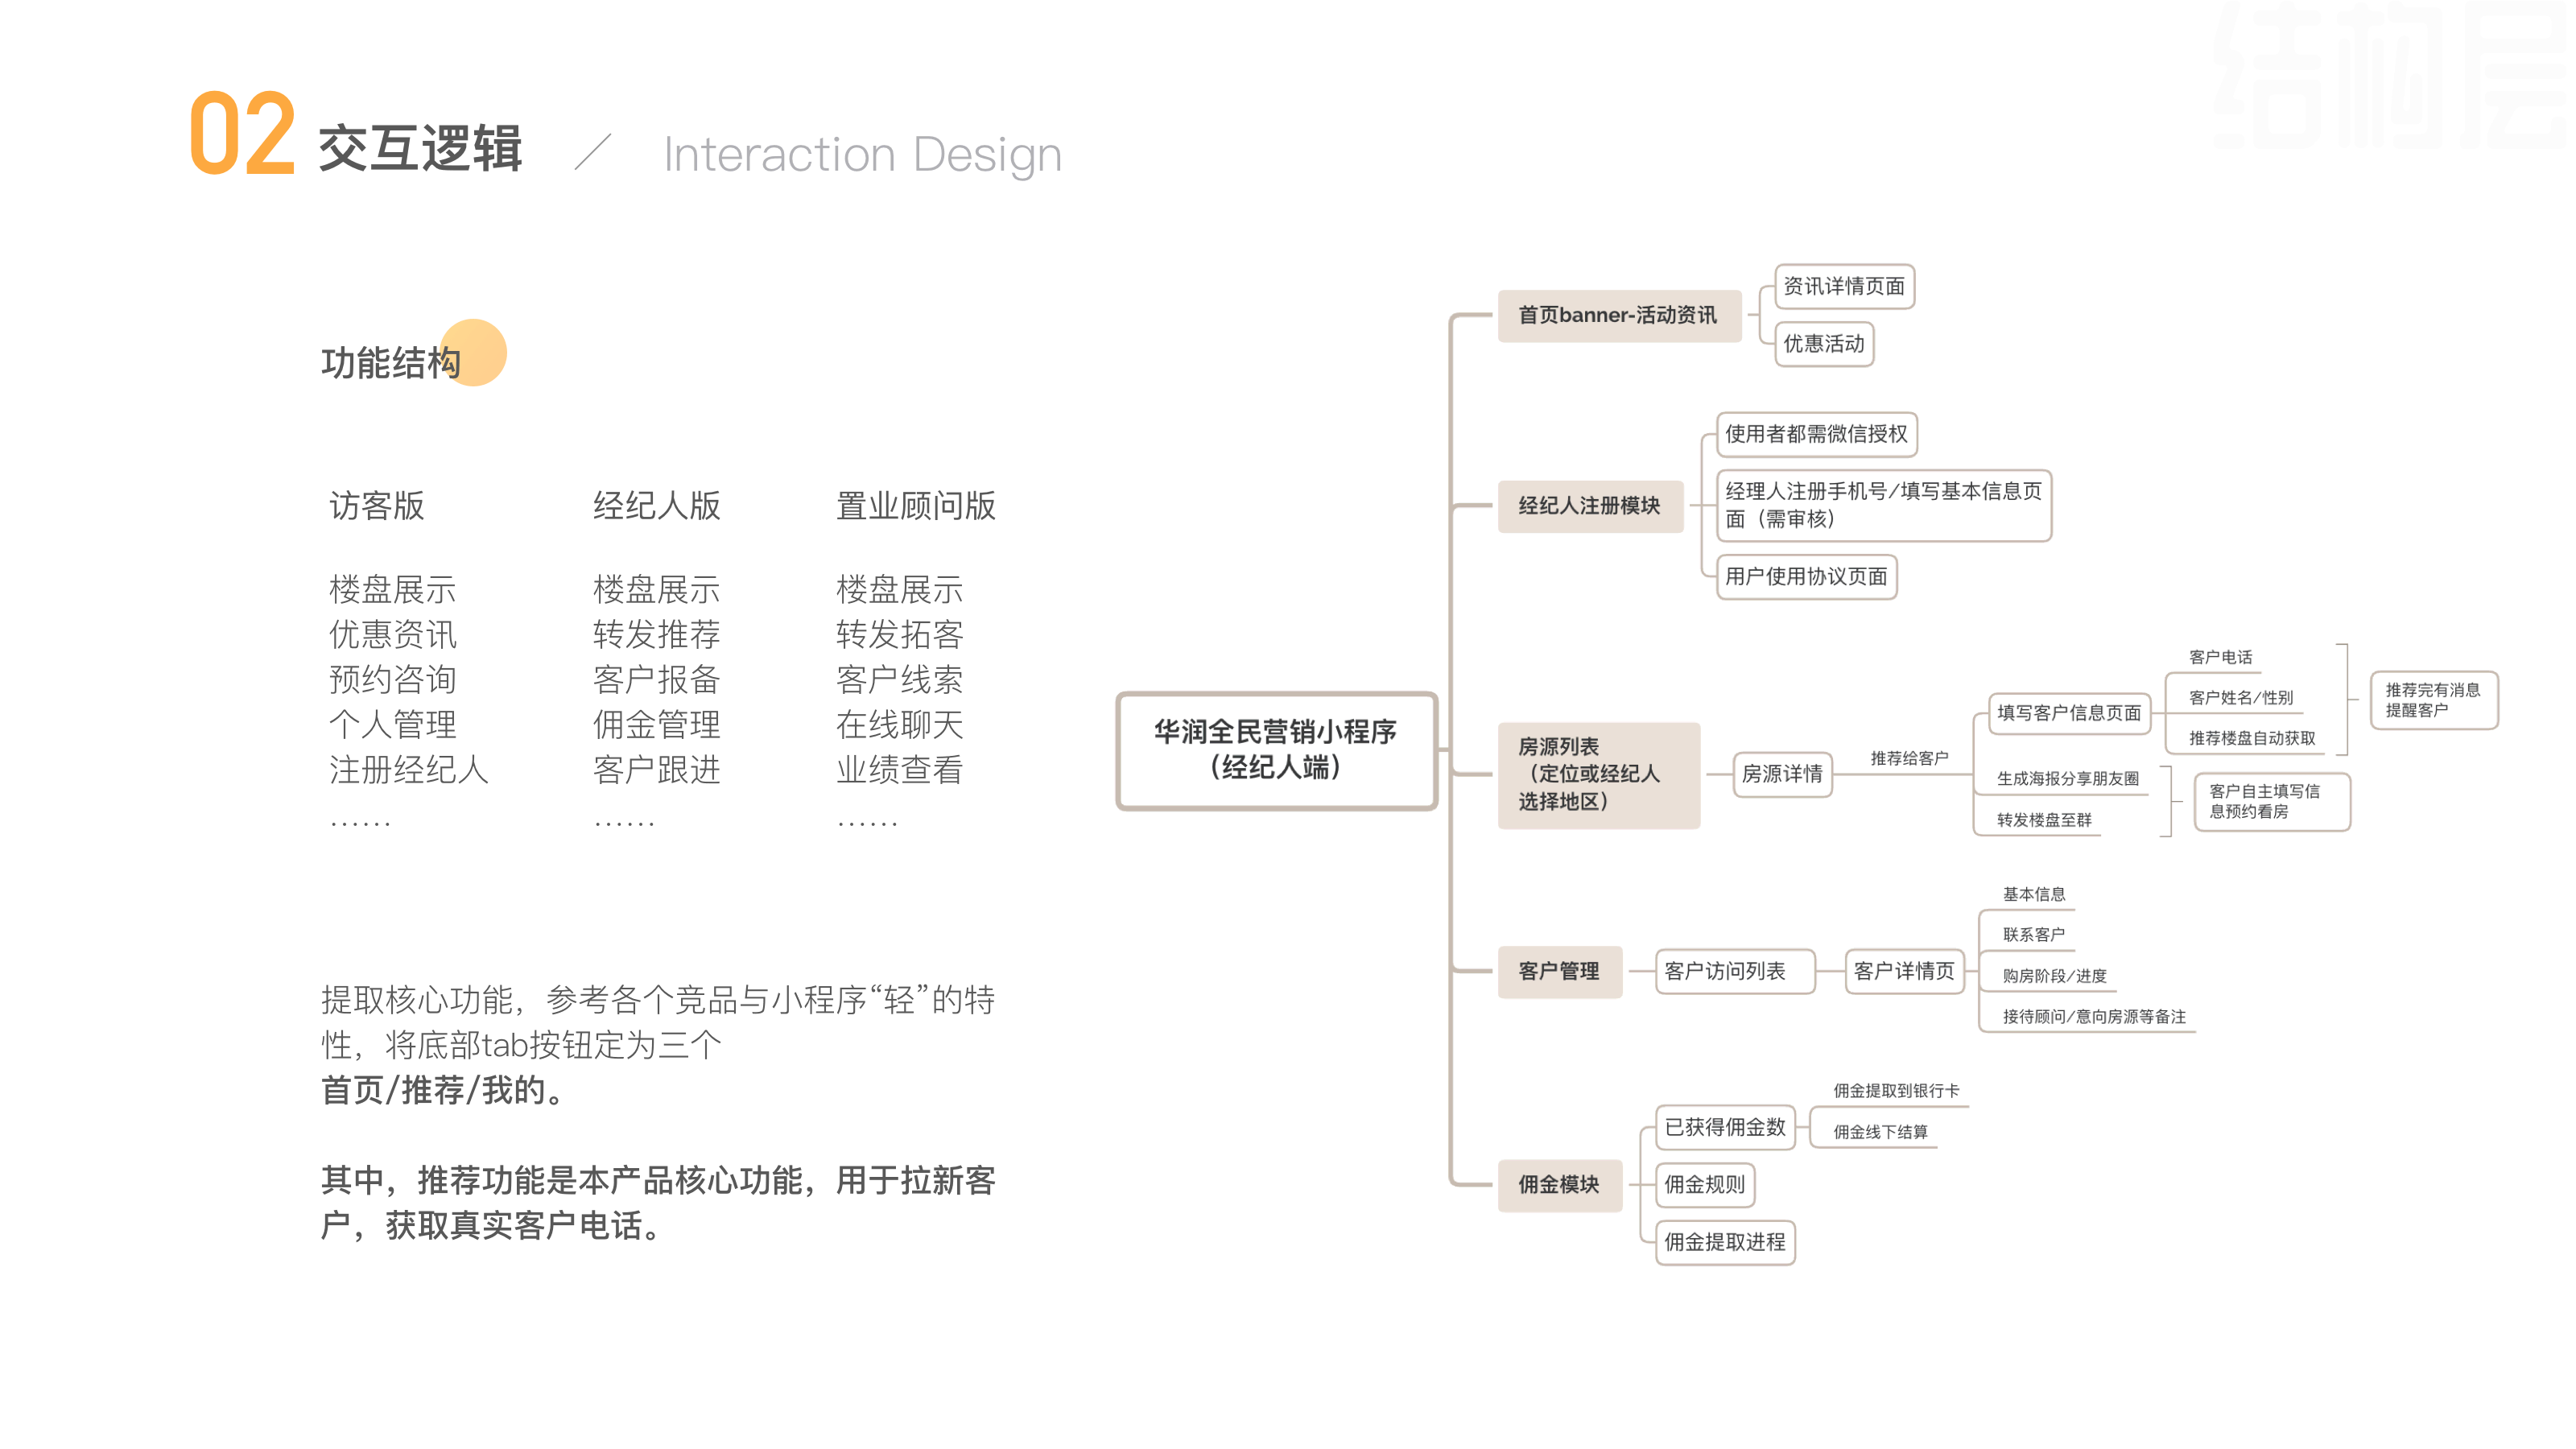 结构层
02 交互逻辑 / Interaction Design
功能结构
访客版
楼盘展示
优惠资讯
预约咨询
个人管理
注册经纪人
......
经纪人版
楼盘展示
转发推荐
客户报备
佣金管理
客户跟进
......
置业顾问版
楼盘展示
转发拓客
客户线索
在线聊天
业绩查看
......
提取核心功能，参考各个竞品与小程序“轻”的特
性，将底部tab按钮定为三个
首页/推荐/我的。
其中，推荐功能是本产品核心功能，用于拉新客
户，获取真实客户电话。
华润全民营销小程序
（经纪人端）
首页banner-活动资讯
资讯详情页面
优惠活动
经纪人注册模块
使用者都需微信授权
经理人注册手机号/填写基本信息页
面（需审核）
用户使用协议页面
房源列表
（定位或经纪人
选择地区）
房源详情
推荐给客户
填写客户信息页面
客户电话
客户姓名/性别
推荐楼盘自动获取
推荐完有消息
提醒客户
生成海报分享朋友圈
转发楼盘至群
客户自主填写信
息预约看房
客户管理
客户访问列表
客户详情页
基本信息
联系客户
购房阶段/进度
接待顾问/意向房源等备注
佣金模块
已获得佣金数
佣金提取到银行卡
佣金线下结算
佣金规则
佣金提取进程